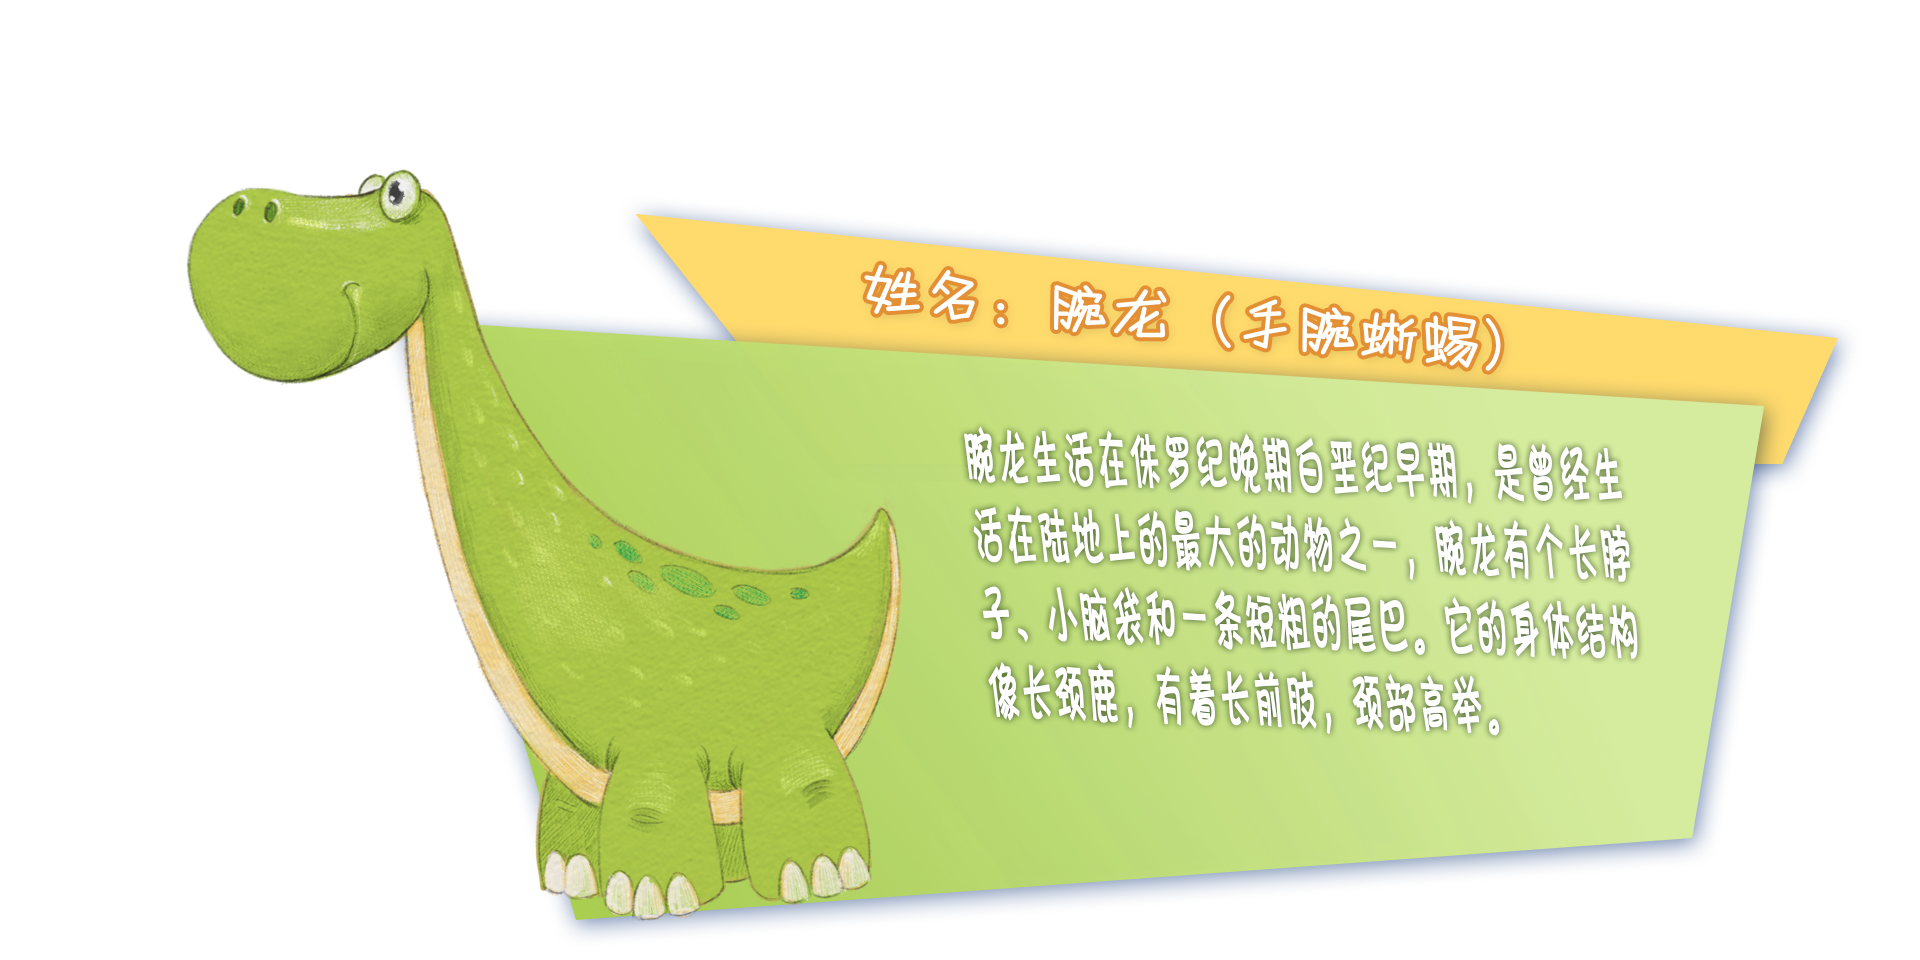 姓名：腕龙（手腕蜥蜴）
腕龙生活在侏罗纪晚期白垩纪早期，是曾经生
活在陆地上的最大的动物之一，腕龙有个长脖
子、小脑袋和一条短粗的尾巴。它的身体结构
像长颈鹿，有着长前肢，颈部高举。